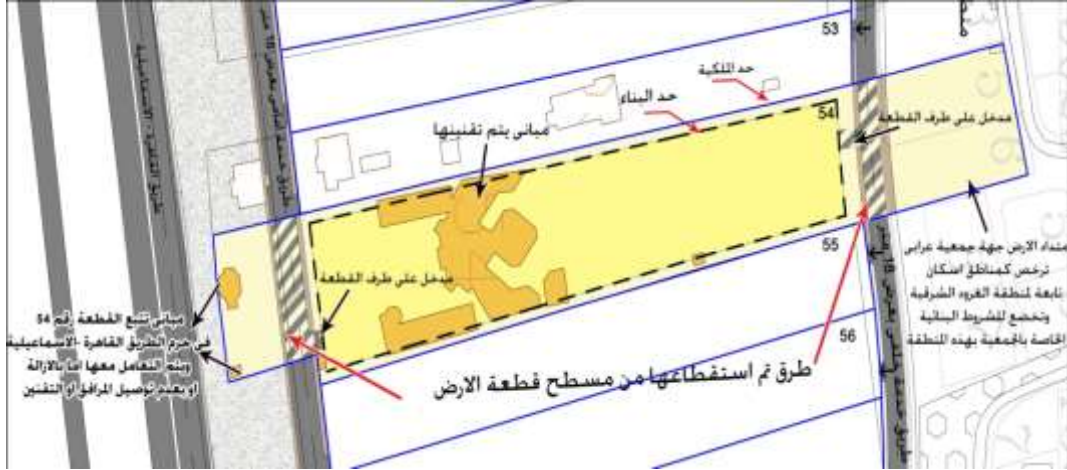 53
حد الملكية
حد البناء
54
مدخل على طرف القطعة
مبانى يتم تقنينها
55
متداد الارض جهة جمعية عرابى
ترخص كمناطق اسكان
تابعة لمنطقة الفروه الشرقية
وتخضع للشروط البنائية
الخاصة بالجمعية بهذه المنطقة
مدخل على طرف القطعة
مبانى تتبع القطعة رقم 54
فى حرم الطريق القاهرة -الاسماعيلية
ويتم التعامل معها اما بالازالة
او بعدم توصيل المرافق أو التقنين
56
طرق تم استقطاعها من مسطح قطعة الارض